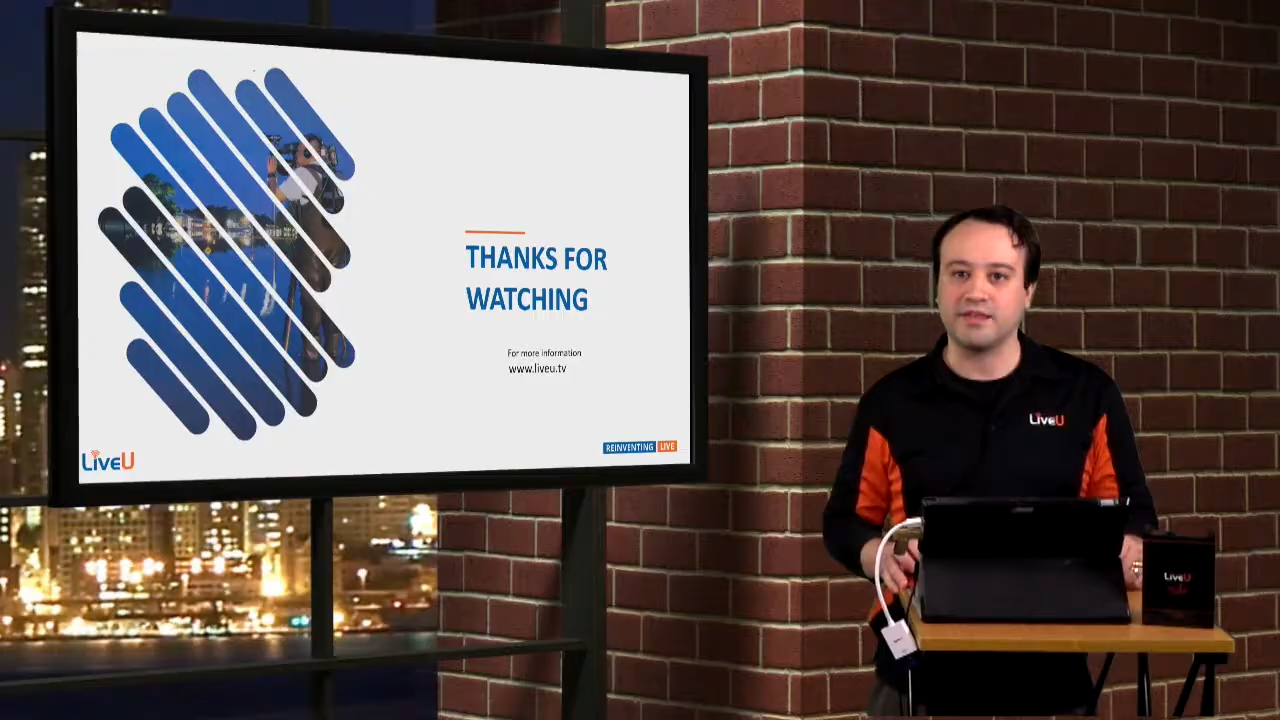 THANKS FOR
WATCHING
For more information
www.liveu.tv
LiveU
REINVENTING LIVE
LiveU
LiveU